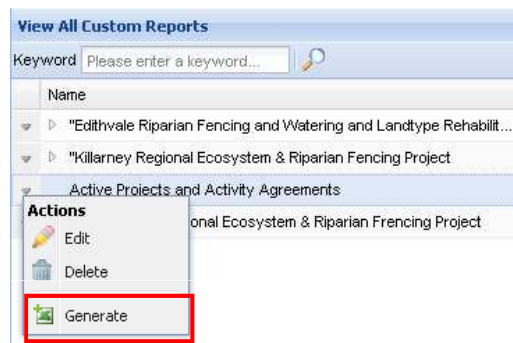 View All Custom Reports
Keyword Please enter a keyword...
Name
"Edithvale Riparian Fencing and Watering and Landtype Rehabilit...
"Killarney Regional Ecosystem & Riparian Fencing Project
Active Projects and Activity Agreements
Actions
onal Ecosystem & Riparian Frencing Project
Edit
Delete
Generate